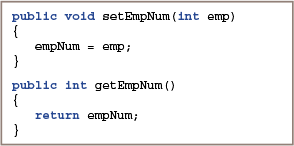 public void setEmpNum(int emp)
{
   empNum = emp;
}
public int getEmpNum()
{
   return empNum;
}